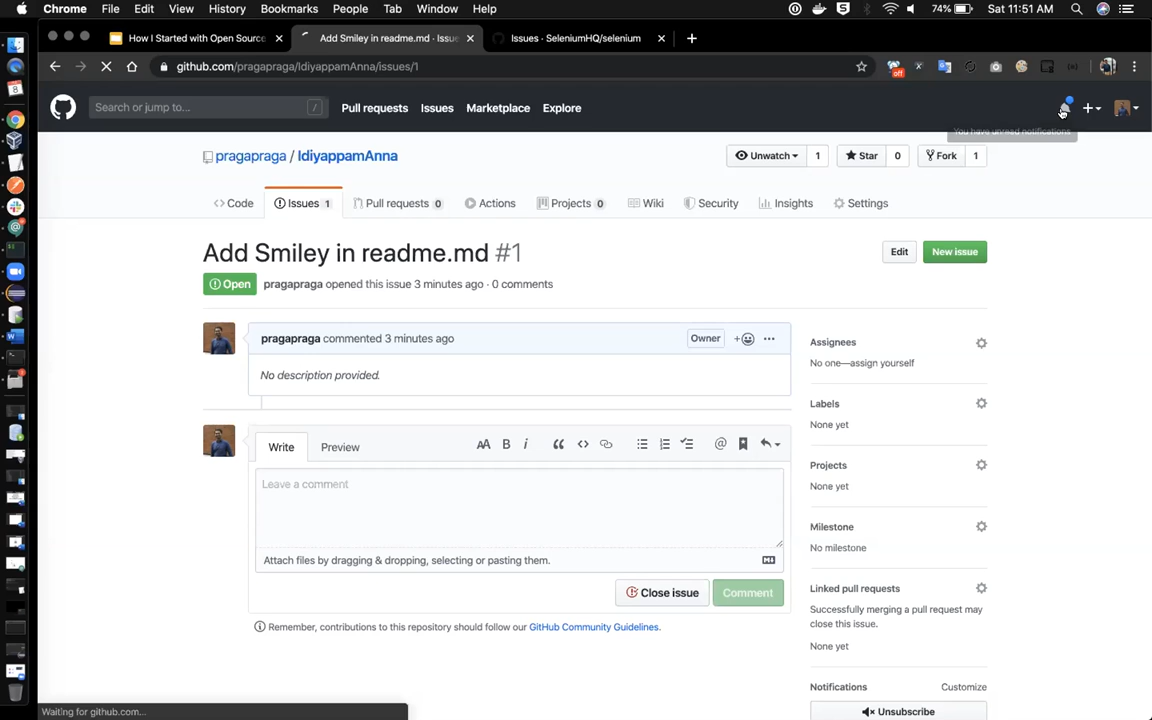 Chrome File Edit View History Bookmarks People Tab Window Help 74% Sat 11:51 AM
How I Started with Open Source Add Smiley in readme.md · Issue Issues · SeleniumHQ/selenium
github.com/pragapraga/IdiyappamAnna/issues/1
off
Search or jump to... / Pull requests Issues Marketplace Explore
You have unread notifications
pragapraga / IdiyappamAnna Unwatch 1 Star 0 Fork 1
Code Issues 1 Pull requests 0 Actions Projects 0 Wiki Security Insights Settings
Add Smiley in readme.md #1 Edit New issue
Open pragapraga opened this issue 3 minutes ago · 0 comments
pragapraga commented 3 minutes ago Owner
No description provided.
Assignees
No one—assign yourself
Labels
None yet
Write Preview
Leave a comment
Projects
None yet
Milestone
No milestone
Attach files by dragging & dropping, selecting or pasting them.
Close issue Comment
Linked pull requests
Successfully merging a pull request may
close this issue.
None yet
Remember, contributions to this repository should follow our GitHub Community Guidelines.
Notifications Customize
Unsubscribe
Waiting for github.com...